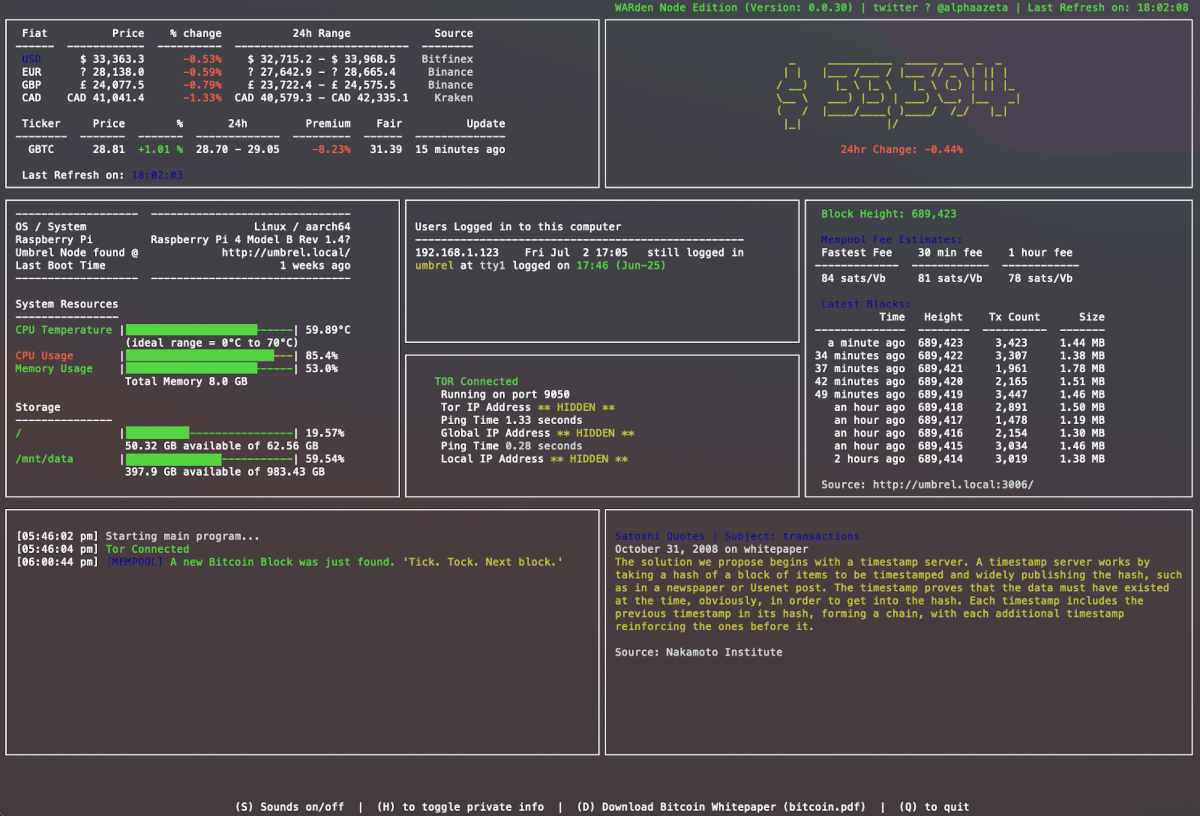 WARden Node Edition (Version: 0.0.30) | twitter ? @alphaazeta | Last Refresh on: 18:02:08
Fiat Price % change 24h Range Source
USD $ 33,363.3 -0.53% $ 32,715.2 - $ 33,968.5 Bitfinex
EUR ? 28,138.0 -0.59% ? 27,642.9 - ? 28,665.4 Binance
GBP £ 24,077.5 -0.79% £ 23,722.4 - £ 24,575.5 Binance
CAD CAD 41,041.4 -1.33% CAD 40,579.3 - CAD 42,335.1 Kraken
Ticker Price % 24h Premium Fair Update
GBTC 28.81 +1.01 % 28.70 - 29.05 -8.23% 31.39 15 minutes ago
Last Refresh on: 18:02:03
$ 33,394
24hr Change: -0.44%
OS / System Linux / aarch64
Raspberry Pi Raspberry Pi 4 Model B Rev 1.4?
Umbrel Node found @ http://umbrel.local/
Last Boot Time 1 weeks ago
System Resources
CPU Temperature | ------| 59.89°C
(ideal range = 0°C to 70°C)
CPU Usage | ---| 85.4%
Memory Usage | ------| 53.0%
Total Memory 8.0 GB
Storage
/ | ----------------| 19.57%
50.32 GB available of 62.56 GB
/mnt/data | -----------| 59.54%
397.9 GB available of 983.43 GB
Users Logged in to this computer
192.168.1.123 Fri Jul 2 17:05 still logged in
umbrel at tty1 logged on 17:46 (Jun-25)
TOR Connected
Running on port 9050
Tor IP Address ** HIDDEN **
Ping Time 1.33 seconds
Global IP Address ** HIDDEN **
Ping Time 0.28 seconds
Local IP Address ** HIDDEN **
Block Height: 689,423
Mempool Fee Estimates:
Fastest Fee 30 min fee 1 hour fee
84 sats/Vb 81 sats/Vb 78 sats/Vb
Latest Blocks:
Time Height Tx Count Size
a minute ago 689,423 3,423 1.44 MB
34 minutes ago 689,422 3,307 1.38 MB
37 minutes ago 689,421 1,961 1.78 MB
42 minutes ago 689,420 2,165 1.51 MB
49 minutes ago 689,419 3,447 1.46 MB
an hour ago 689,418 2,891 1.50 MB
an hour ago 689,417 1,478 1.19 MB
an hour ago 689,416 2,154 1.30 MB
an hour ago 689,415 3,034 1.46 MB
2 hours ago 689,414 3,019 1.38 MB
Source: http://umbrel.local:3006/
[05:46:02 pm] Starting main program...
[05:46:04 pm] Tor Connected
[06:00:44 pm] [MEMPOOL] A new Bitcoin Block was just found. 'Tick. Tock. Next block.'
Satoshi Quotes | Subject: transactions
October 31, 2008 on whitepaper
The solution we propose begins with a timestamp server. A timestamp server works by
taking a hash of a block of items to be timestamped and widely publishing the hash, such
as in a newspaper or Usenet post. The timestamp proves that the data must have existed
at the time, obviously, in order to get into the hash. Each timestamp includes the
previous timestamp in its hash, forming a chain, with each additional timestamp
reinforcing the ones before it.
Source: Nakamoto Institute
(S) Sounds on/off | (H) to toggle private info | (D) Download Bitcoin Whitepaper (bitcoin.pdf) | (Q) to quit